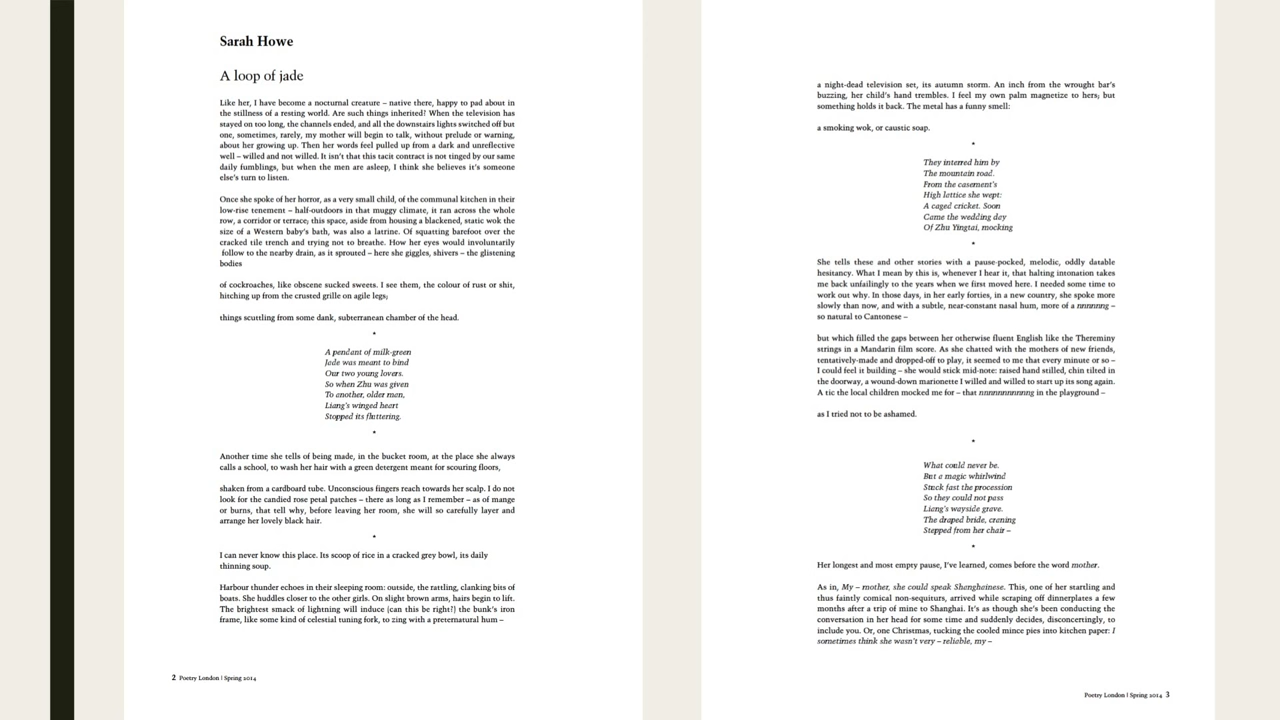 Sarah Howe
A loop of jade
Like her, I have become a nocturnal creature – native there, happy to pad about in
the stillness of a resting world. Are such things inherited? When the television has
stayed on too long, the channels ended, and all the downstairs lights switched off but
one, sometimes, rarely, my mother will begin to talk, without prelude or warning,
about her growing up. Then her words feel pulled up from a dark and unreflective
well – willed and not willed. It isn't that this tacit contract is not tinged by our same
daily fumblings, but when the men are asleep, I think she believes it's someone
else's turn to listen.
Once she spoke of her horror, as a very small child, of the communal kitchen in their
low-rise tenement – half-outdoors in that muggy climate, it ran across the whole
row, a corridor or terrace; this space, aside from housing a blackened, static wok the
size of a Western baby's bath, was also a latrine. Of squatting barefoot over the
cracked tile trench and trying not to breathe. How her eyes would involuntarily
follow to the nearby drain, as it sprouted – here she giggles, shivers – the glistening
bodies
of cockroaches, like obscene sucked sweets. I see them, the colour of rust or shit,
hitching up from the crusted grille on agile legs;
things scuttling from some dank, subterranean chamber of the head.
*
A pendant of milk-green
Jade was meant to bind
Our two young lovers.
So when Zhu was given
To another, older man,
Liang's winged heart
Stopped its fluttering.
*
Another time she tells of being made, in the bucket room, at the place she always
calls a school, to wash her hair with a green detergent meant for scouring floors,
shaken from a cardboard tube. Unconscious fingers reach towards her scalp. I do not
look for the candied rose petal patches – there as long as I remember – as of mange
or burns, that tell why, before leaving her room, she will so carefully layer and
arrange her lovely black hair.
*
I can never know this place. Its scoop of rice in a cracked grey bowl, its daily
thinning soup.
Harbour thunder echoes in their sleeping room: outside, the rattling, clanking bits of
boats. She huddles closer to the other girls. On slight brown arms, hairs begin to lift.
The brightest smack of lightning will induce (can this be right?) the bunk's iron
frame, like some kind of celestial tuning fork, to zing with a preternatural hum –
2 Poetry London | Spring 2014
a night-dead television set, its autumn storm. An inch from the wrought bar's
buzzing, her child's hand trembles. I feel my own palm magnetize to hers; but
something holds it back. The metal has a funny smell:
a smoking wok, or caustic soap.
*
They interred him by
The mountain road.
From the casement's
High lattice she wept:
A caged cricket. Soon
Came the wedding day
Of Zhu Yingtai, mocking
*
She tells these and other stories with a pause-pocked, melodic, oddly datable
hesitancy. What I mean by this is, whenever I hear it, that halting intonation takes
me back unfailingly to the years when we first moved here. I needed some time to
work out why. In those days, in her early forties, in a new country, she spoke more
slowly than now, and with a subtle, near-constant nasal hum, more of a nnnnnng –
so natural to Cantonese –
but which filled the gaps between her otherwise fluent English like the Thereminy
strings in a Mandarin film score. As she chatted with the mothers of new friends,
tentatively-made and dropped-off to play, it seemed to me that every minute or so –
I could feel it building – she would stick mid-note: raised hand stilled, chin tilted in
the doorway, a wound-down marionette I willed and willed to start up its song again.
A tic the local children mocked me for – that nnnnnnnnnnng in the playground –
as I tried not to be ashamed.
*
What could never be.
But a magic whirlwind
Stuck fast the procession
So they could not pass
Liang's wayside grave.
The draped bride, craning
Stepped from her chair –
*
Her longest and most empty pause, I've learned, comes before the word mother.
As in, My – mother, she could speak Shanghainese. This, one of her startling and
thus faintly comical non-sequiturs, arrived while scraping off dinnerplates a few
months after a trip of mine to Shanghai. It's as though she's been conducting the
conversation in her head for some time and suddenly decides, disconcertingly, to
include you. Or, one Christmas, tucking the cooled mince pies into kitchen paper: I
sometimes think she wasn't very – reliable, my –
Poetry London | Spring 2014 3